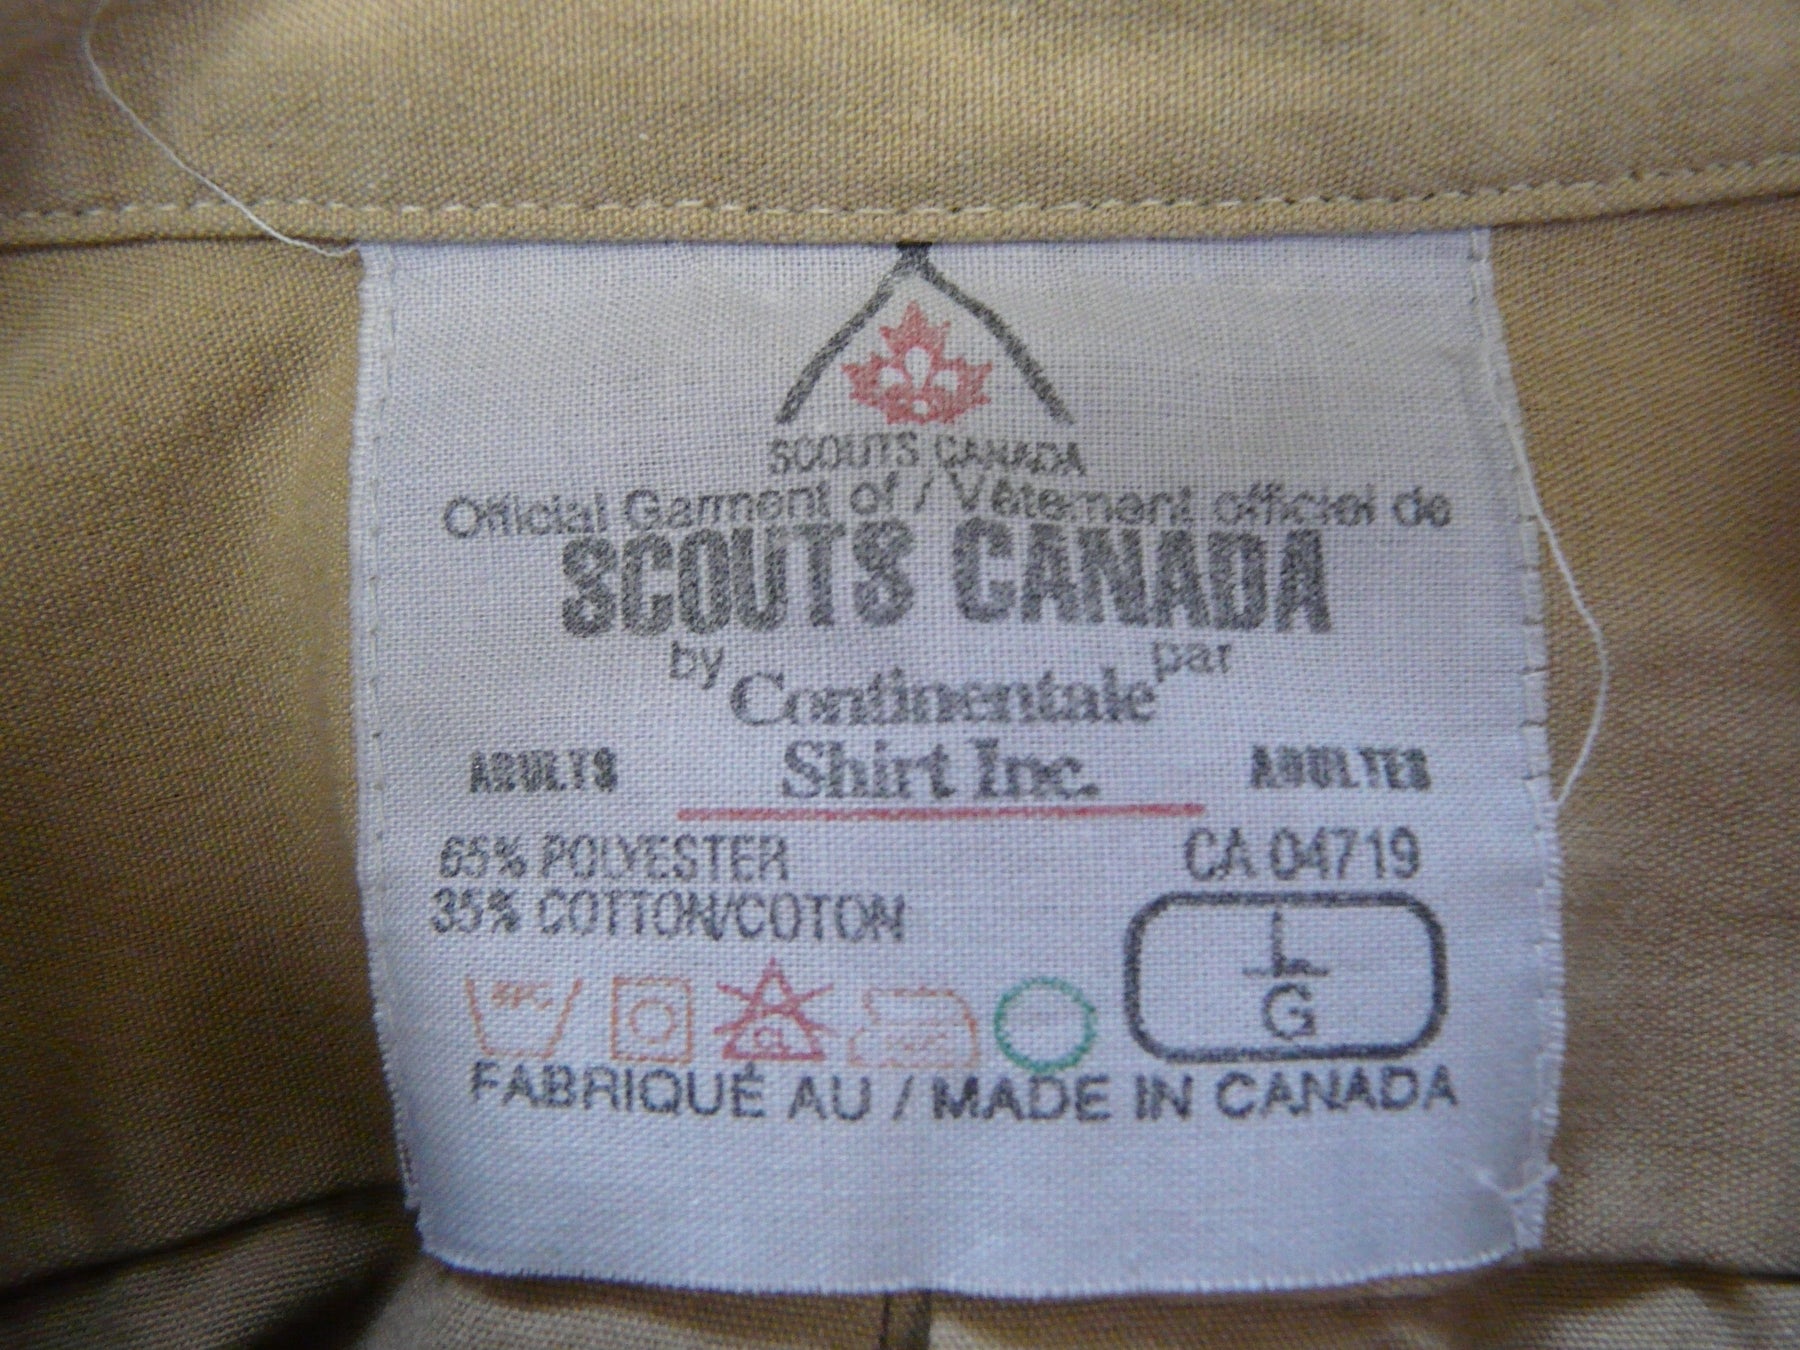 SCOUTS CANADA
Official Garment of / Vêtement officiel de
SCOUTS CANADA
by par
Continentale
Shirt Inc.
ADULTS ADULTES
65% POLYESTER CA 04719
35% COTTON/COTON
L
G
CL
FABRIQUÉ AU / MADE IN CANADA